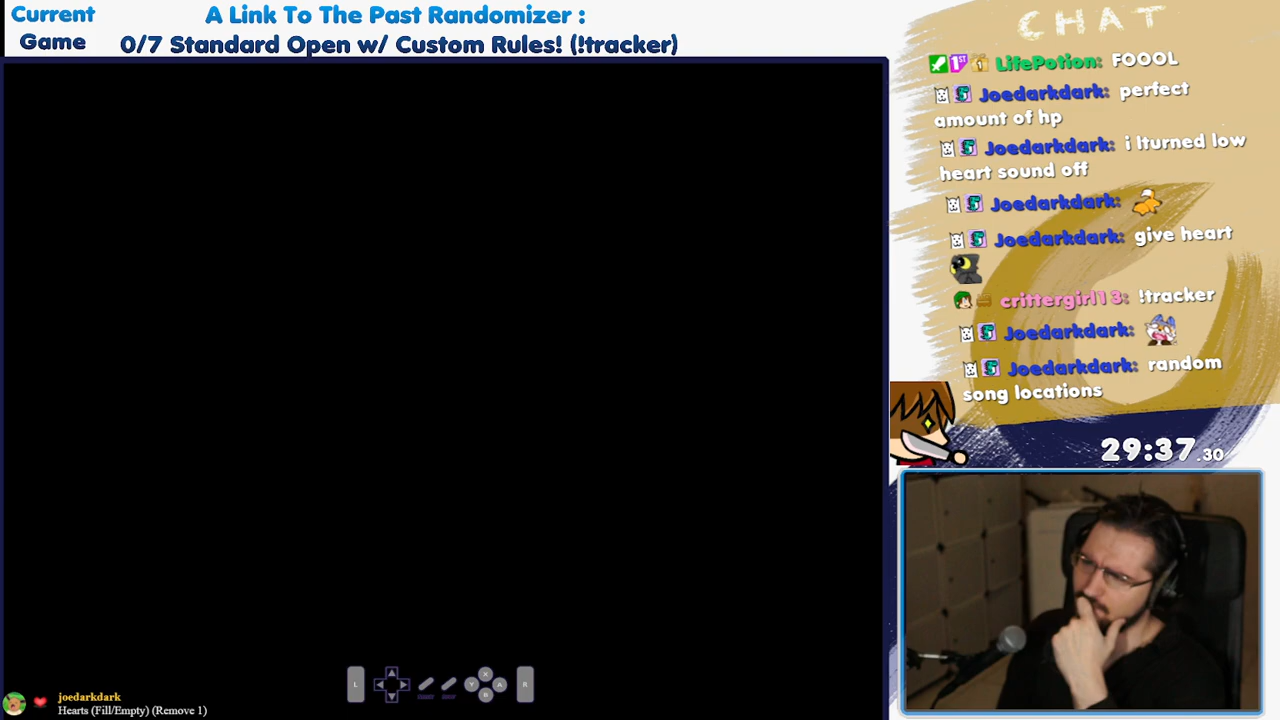 Current
Game
A Link To The Past Randomizer :
0/7 Standard Open w/ Custom Rules! (!tracker)
CHAT
LifePotion: FOOOL
Joedarkdark: perfect
amount of hp
Joedarkdark: i lturned low
heart sound off
Joedarkdark:
Joedarkdark: give heart
crittergirl13: !tracker
Joedarkdark:
Joedarkdark: random
song locations
29:37.30
L
X
Y
A
B
R
joedarkdark
Hearts (Fill/Empty) (Remove 1)